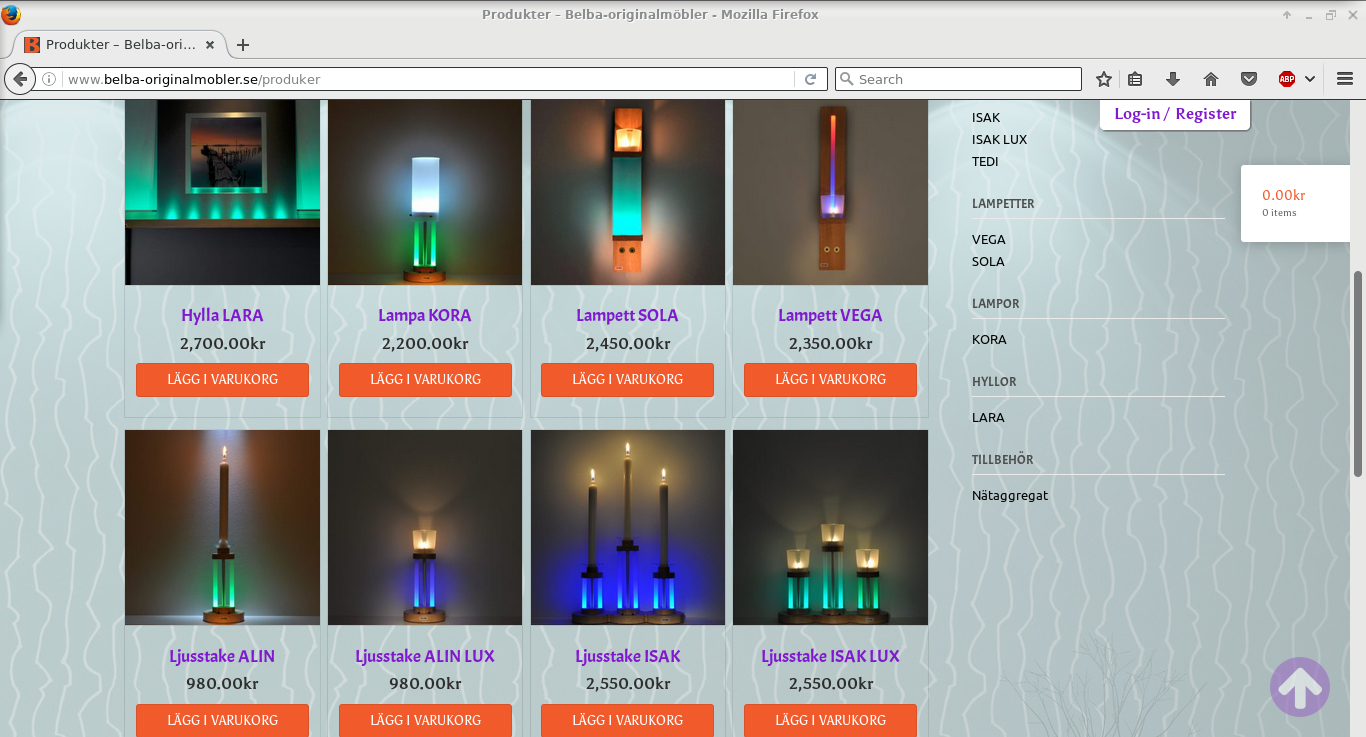 Produkter – Belba-originalmöbler - Mozilla Firefox
Produkter – Belba-ori...
www.belba-originalmobler.se/produker
Search
ABP
Log-in / Register
0.00kr
0 items
Hylla LARA
2,700.00kr
LÄGG I VARUKORG
Lampa KORA
2,200.00kr
LÄGG I VARUKORG
Lampett SOLA
2,450.00kr
LÄGG I VARUKORG
Lampett VEGA
2,350.00kr
LÄGG I VARUKORG
Ljusstake ALIN
980.00kr
LÄGG I VARUKORG
Ljusstake ALIN LUX
980.00kr
LÄGG I VARUKORG
Ljusstake ISAK
2,550.00kr
LÄGG I VARUKORG
Ljusstake ISAK LUX
2,550.00kr
LÄGG I VARUKORG
ISAK
ISAK LUX
TEDI
LAMPETTER
VEGA
SOLA
LAMPOR
KORA
HYLLOR
LARA
TILLBEHÖR
Nätaggregat